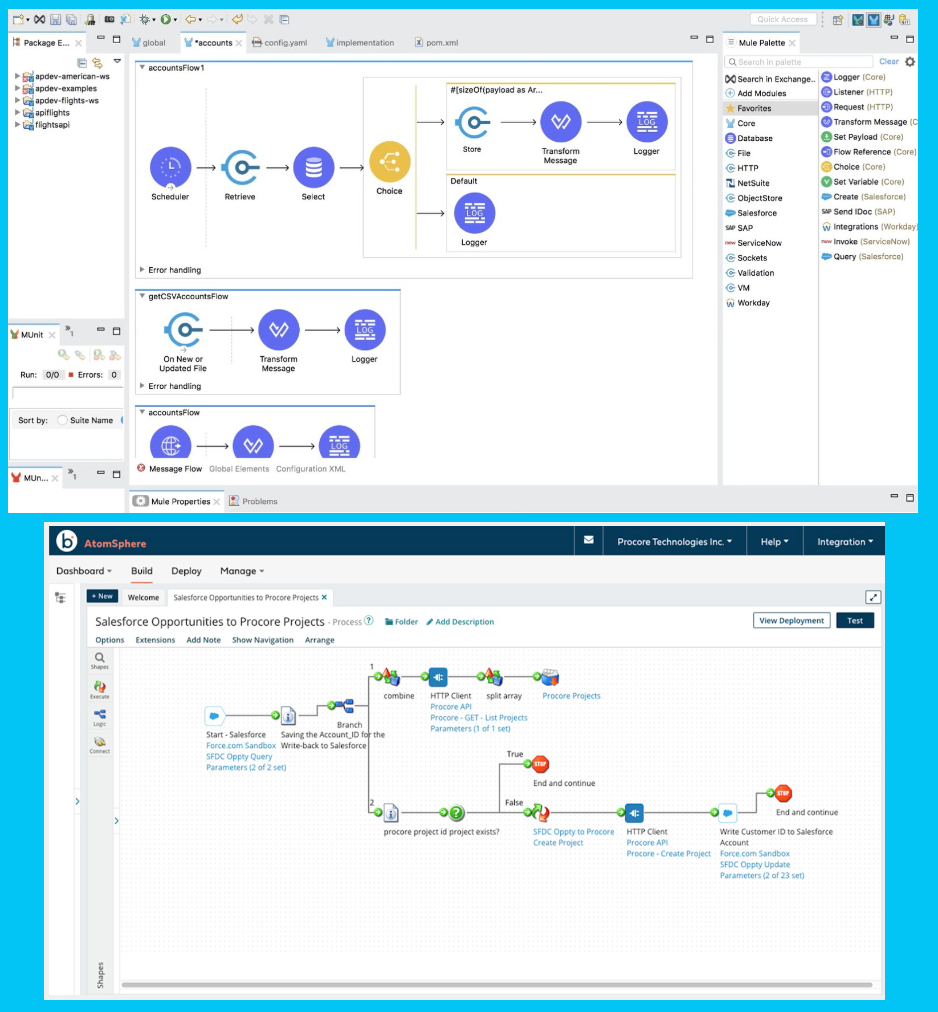 Quick Access
Package E...
global
*accounts
config.yaml
implementation
pom.xml
Mule Palette
apdev-american-ws
apdev-examples
apdev-flights-ws
apiflights
flightsapi
accountsFlow1
Scheduler
Retrieve
Select
Choice
#[sizeOf(payload as Ar...
Store
Transform
Message
Logger
Default
LOG
Logger
Error handling
getCSVAccountsFlow
On New or
Updated File
Transform
Message
LOG
Logger
Error handling
accountsFlow
LOG
Message Flow
Global Elements
Configuration XML
Mule Properties
Problems
MUnit
1
Run:
0/0
Errors:
0
Sort by:
Suite Name
MUn...
1
Search in palette
Clear
Search in Exchange..
Add Modules
Favorites
Core
Database
File
HTTP
NetSuite
ObjectStore
Salesforce
SAP SAP
now ServiceNow
Sockets
Validation
VM
Workday
Logger (Core)
Listener (HTTP)
Request (HTTP)
Transform Message (C
Set Payload (Core)
Flow Reference (Core)
Choice (Core)
Set Variable (Core)
Create (Salesforce)
SAP Send IDoc (SAP)
Integrations (Workday
now Invoke (ServiceNow)
Query (Salesforce)
b AtomSphere
Procore Technologies Inc.
Help
Integration
Dashboard
Build
Deploy
Manage
+ New
Welcome
Salesforce Opportunities to Procore Projects
Salesforce Opportunities to Procore Projects - Process
?
Folder
Add Description
View Deployment
Test
Options
Extensions
Add Note
Show Navigation
Arrange
Shapes
Execute
Logic
Connect
Shapes
Start - Salesforce
Force.com Sandbox
SFDC Oppty Query
Parameters (2 of 2 set)
Saving the Account_ID for the
Write-back to Salesforce
Branch
1
combine
HTTP Client
Procore API
Procore - GET - List Projects
Parameters (1 of 1 set)
split array
Procore Projects
2
procore project id
project exists?
True
STOP
End and continue
False
SFDC Oppty to Procore
Create Project
HTTP Client
Procore API
Procore - Create Project
Write Customer ID to Salesforce
Account
Force.com Sandbox
SFDC Oppty Update
Parameters (2 of 23 set)
STOP
End and continue